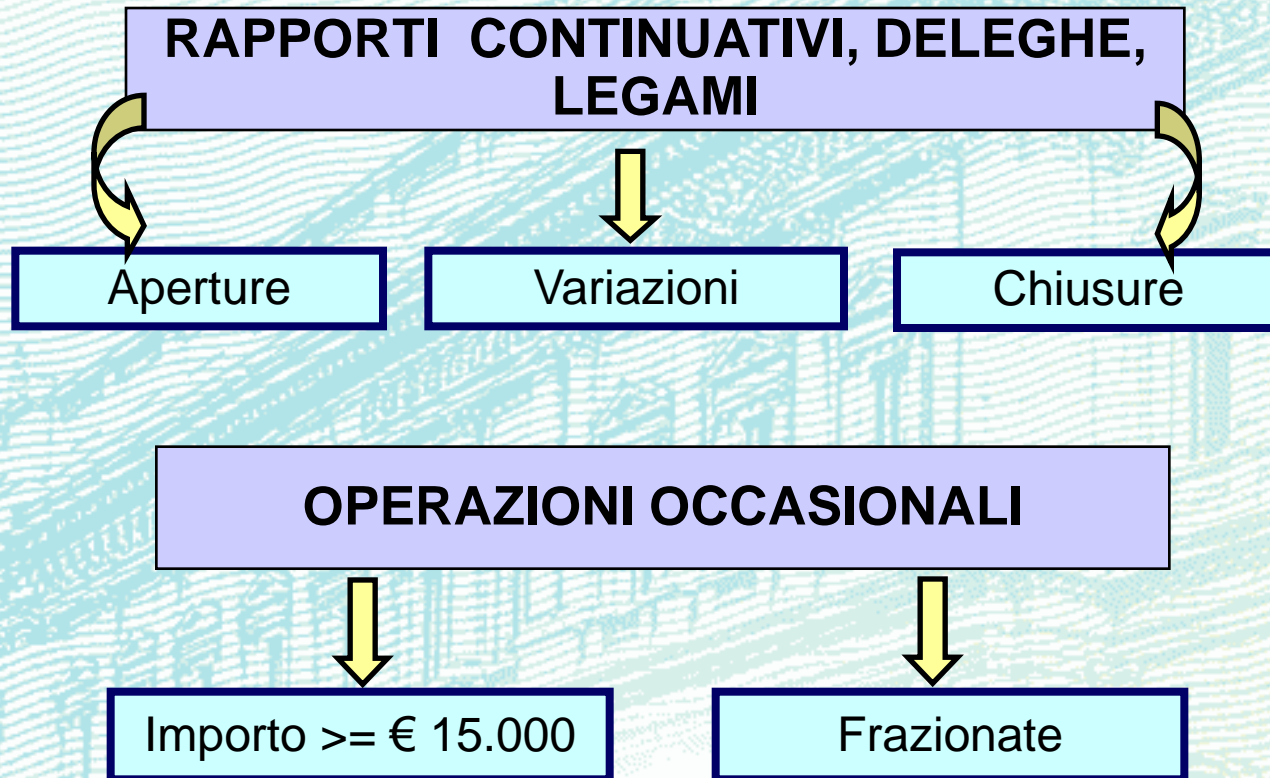 RAPPORTI CONTINUATIVI, DELEGHE,
LEGAMI
Aperture
Variazioni
Chiusure
OPERAZIONI OCCASIONALI
Importo >= € 15.000
Frazionate